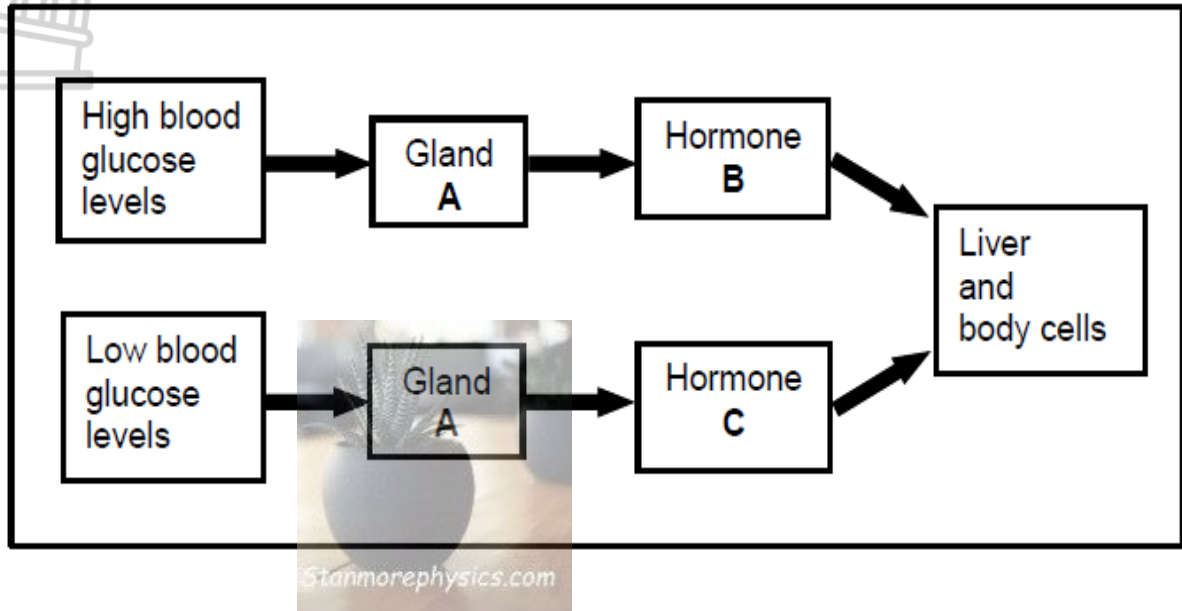 High blood
glucose
levels
Gland
A
Hormone
B
Liver
and
body cells
Low blood
glucose
levels
Gland
A
Hormone
C
Stanmorephysics.com